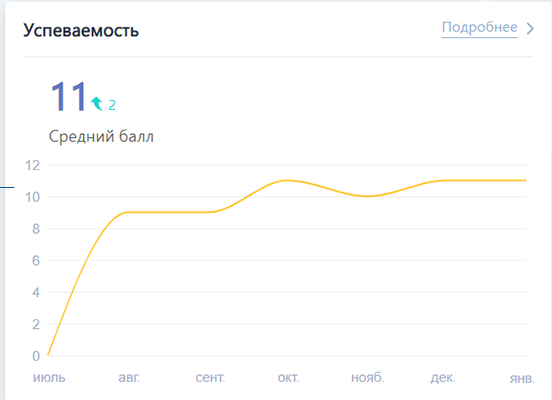 Успеваемость
Подробнее
11 2
Средний балл
12
10
8
6
4
2
0
июль авг. сент. окт. нояб. дек. янв.